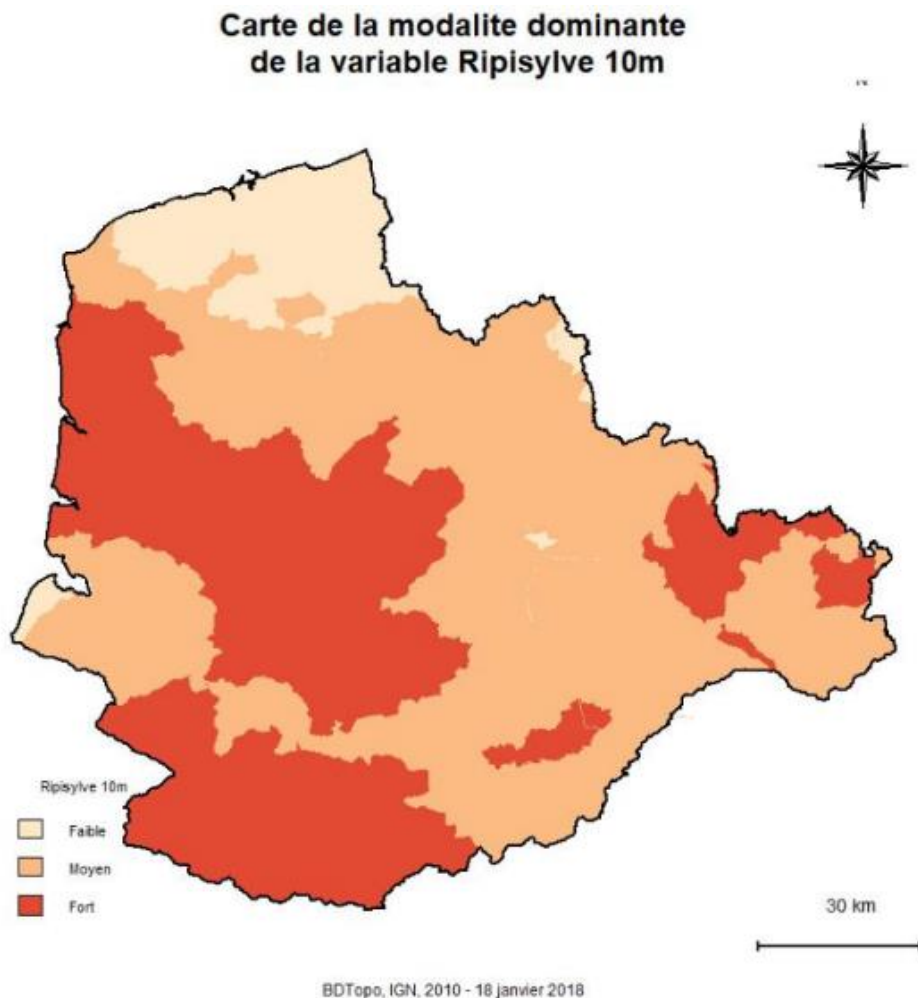 Carte de la modalite dominante
de la variable Ripisylve 10m
Ripisylve 10m
Faible
Moyen
Fort
30 km
BDTopo, IGN, 2010 - 18 janvier 2018